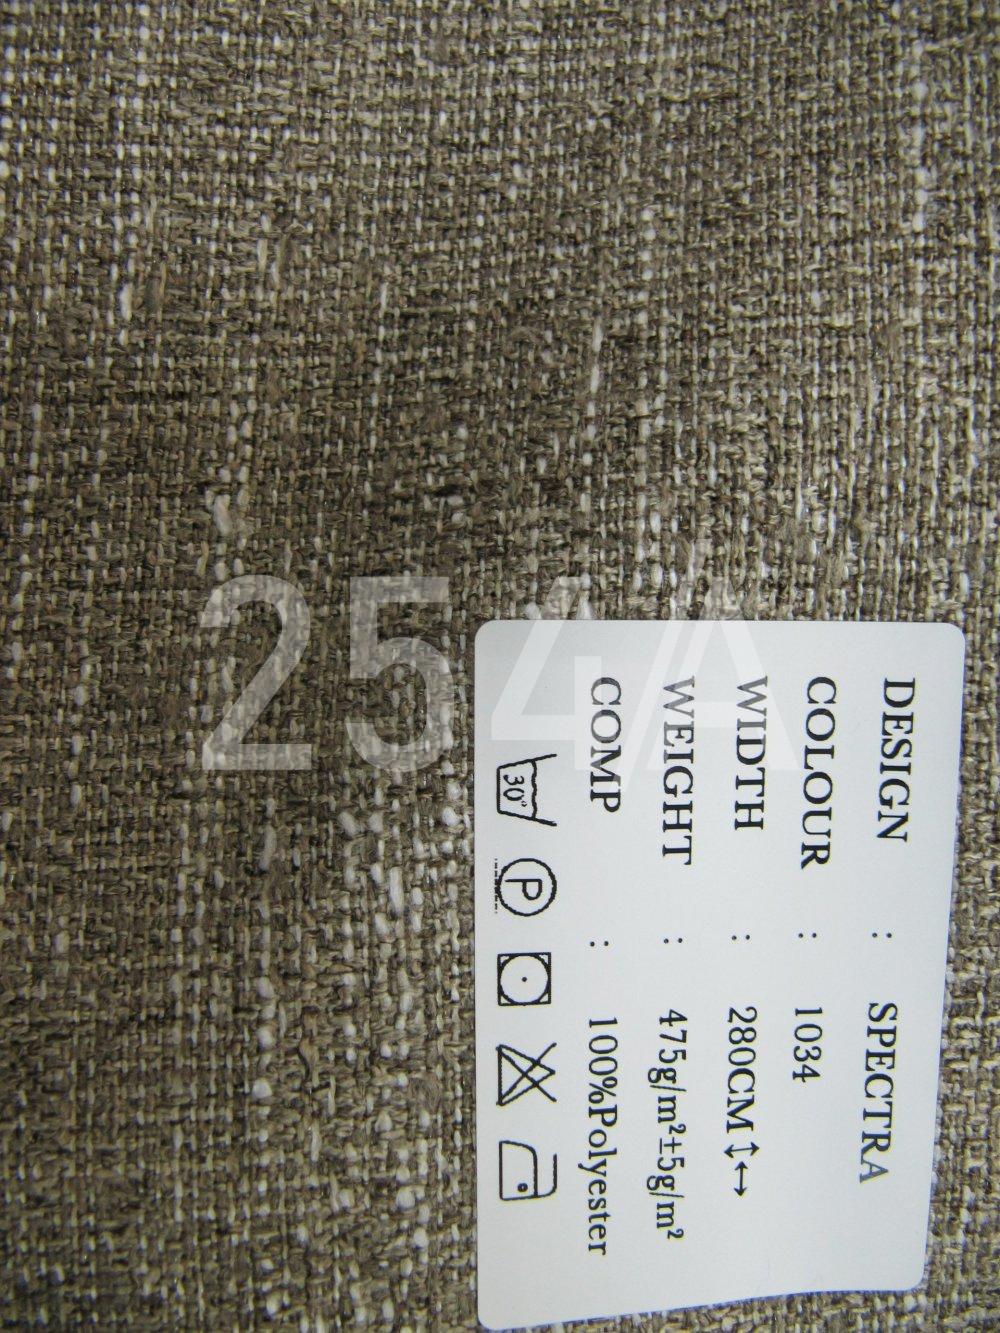 DESIGN : SPECTRA
COLOUR : 1034
WIDTH : 280CM↕↔
WEIGHT : 475g/m²±5g/m²
COMP : 100%Polyester
30° P
254A